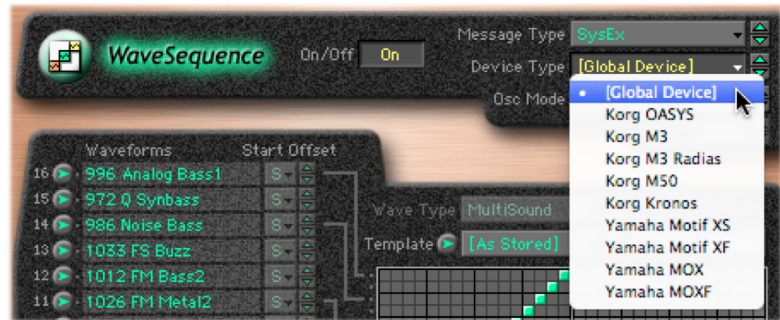 WaveSequence
On/Off On
Message Type SysEx
Device Type [Global Device]
Osc Mode
• [Global Device]
Korg OASYS
Korg M3
Korg M3 Radias
Korg M50
Korg Kronos
Yamaha Motif XS
Yamaha Motif XF
Yamaha MOX
Yamaha MOXF
Waveforms Start Offset
16 996 Analog Bass1 S
15 972 Q Synbass S
14 986 Noise Bass S
13 1033 FS Buzz S
12 1012 FM Bass2 S
11 1026 FM Metal2 S
Wave Type MultiSound
Template [As Stored]